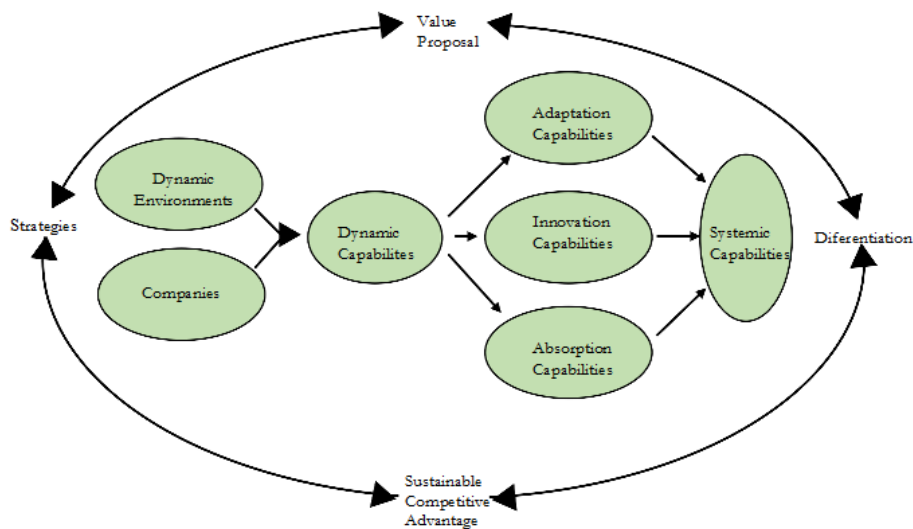 Value
Proposal
Adaptation
Capabilities
Dynamic
Environments
Strategies
Dynamic
Capabilites
Innovation
Capabilities
Systemic
Capabilities
Diferentiation
Companies
Absorption
Capabilities
Sustainable
Competitive
Advantage